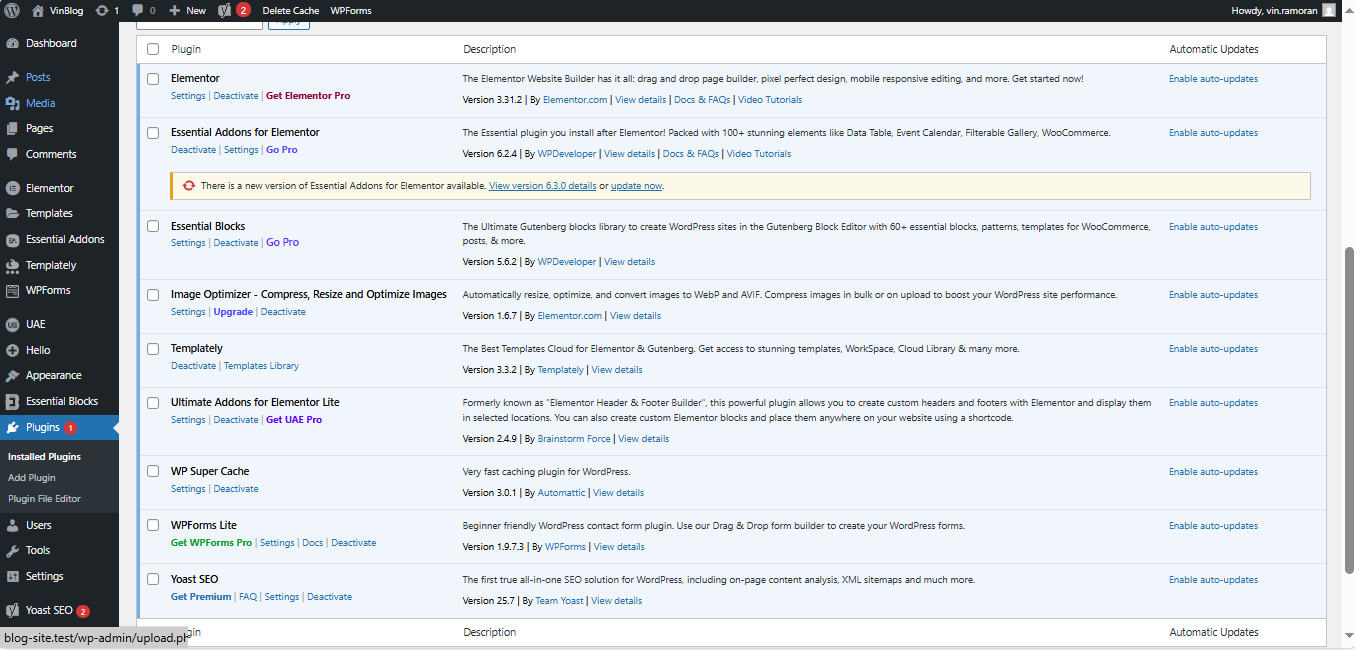 VinBlog 1 0 New 2 Delete Cache WPForms Howdy, vin.ramoran
Dashboard
Posts
Media
Pages
Comments
Elementor
Templates
Essential Addons
Templately
WPForms
UAE
Hello
Appearance
Essential Blocks
Plugins 1
Installed Plugins
Add Plugin
Plugin File Editor
Users
Tools
Settings
Yoast SEO 2
blog-site.test/wp-admin/upload.ph
Apply
Plugin Description Automatic Updates
Elementor
Settings | Deactivate | Get Elementor Pro
The Elementor Website Builder has it all: drag and drop page builder, pixel perfect design, mobile responsive editing, and more. Get started now!
Version 3.31.2 | By Elementor.com | View details | Docs & FAQs | Video Tutorials
Enable auto-updates
Essential Addons for Elementor
Deactivate | Settings | Go Pro
The Essential plugin you install after Elementor! Packed with 100+ stunning elements like Data Table, Event Calendar, Filterable Gallery, WooCommerce.
Version 6.2.4 | By WPDeveloper | View details | Docs & FAQs | Video Tutorials
Enable auto-updates
There is a new version of Essential Addons for Elementor available. View version 6.3.0 details or update now.
Essential Blocks
Settings | Deactivate | Go Pro
The Ultimate Gutenberg blocks library to create WordPress sites in the Gutenberg Block Editor with 60+ essential blocks, patterns, templates for WooCommerce,
posts, & more.
Version 5.6.2 | By WPDeveloper | View details
Enable auto-updates
Image Optimizer - Compress, Resize and Optimize Images
Settings | Upgrade | Deactivate
Automatically resize, optimize, and convert images to WebP and AVIF. Compress images in bulk or on upload to boost your WordPress site performance.
Version 1.6.7 | By Elementor.com | View details
Enable auto-updates
Templately
Deactivate | Templates Library
The Best Templates Cloud for Elementor & Gutenberg. Get access to stunning templates, WorkSpace, Cloud Library & many more.
Version 3.3.2 | By Templately | View details
Enable auto-updates
Ultimate Addons for Elementor Lite
Settings | Deactivate | Get UAE Pro
Formerly known as "Elementor Header & Footer Builder", this powerful plugin allows you to create custom headers and footers with Elementor and display them
in selected locations. You can also create custom Elementor blocks and place them anywhere on your website using a shortcode.
Version 2.4.9 | By Brainstorm Force | View details
Enable auto-updates
WP Super Cache
Settings | Deactivate
Very fast caching plugin for WordPress.
Version 3.0.1 | By Automattic | View details
Enable auto-updates
WPForms Lite
Get WPForms Pro | Settings | Docs | Deactivate
Beginner friendly WordPress contact form plugin. Use our Drag & Drop form builder to create your WordPress forms.
Version 1.9.7.3 | By WPForms | View details
Enable auto-updates
Yoast SEO
Get Premium | FAQ | Settings | Deactivate
The first true all-in-one SEO solution for WordPress, including on-page content analysis, XML sitemaps and much more.
Version 25.7 | By Team Yoast | View details
Enable auto-updates
gin Description Automatic Updates